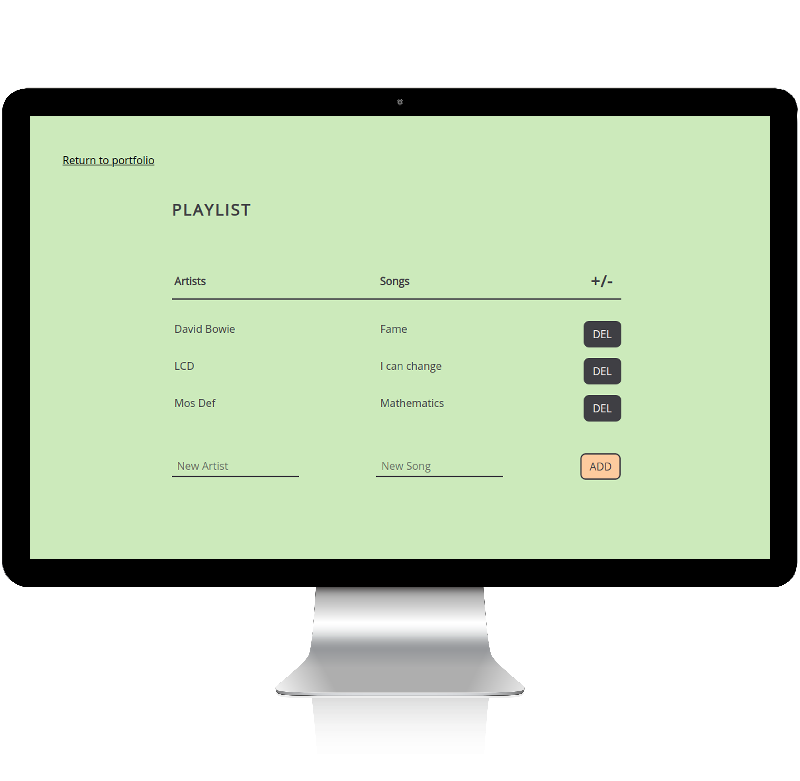 Return to portfolio
PLAYLIST
Artists Songs +/-
David Bowie Fame DEL
LCD I can change DEL
Mos Def Mathematics DEL
New Artist New Song ADD